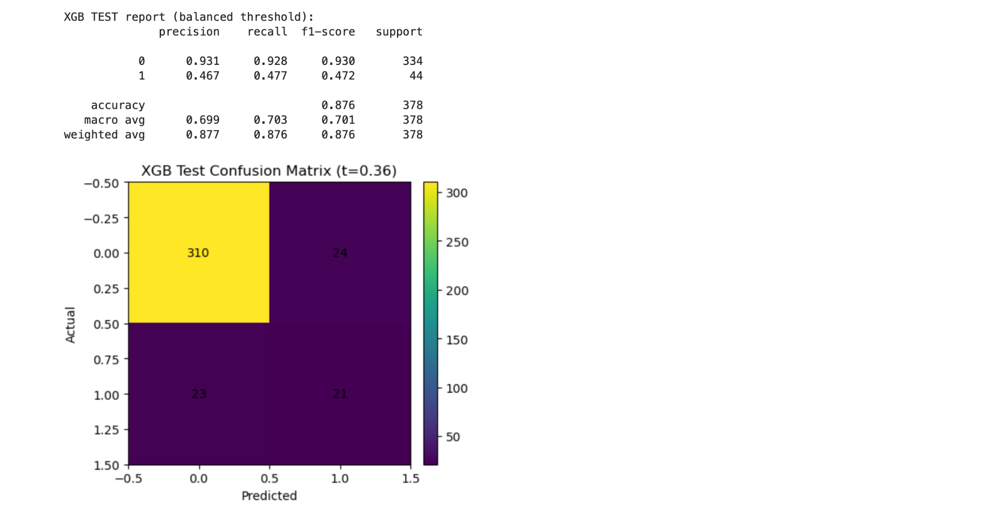 XGB TEST report (balanced threshold):
precision recall f1-score support
0 0.931 0.928 0.930 334
1 0.467 0.477 0.472 44
accuracy 0.876 378
macro avg 0.699 0.703 0.701 378
weighted avg 0.877 0.876 0.876 378
XGB Test Confusion Matrix (t=0.36)
−0.50
−0.25
0.00
0.25
0.50
0.75
1.00
1.25
1.50
Actual
310 24
23 21
−0.5 0.0 0.5 1.0 1.5
Predicted
300
250
200
150
100
50